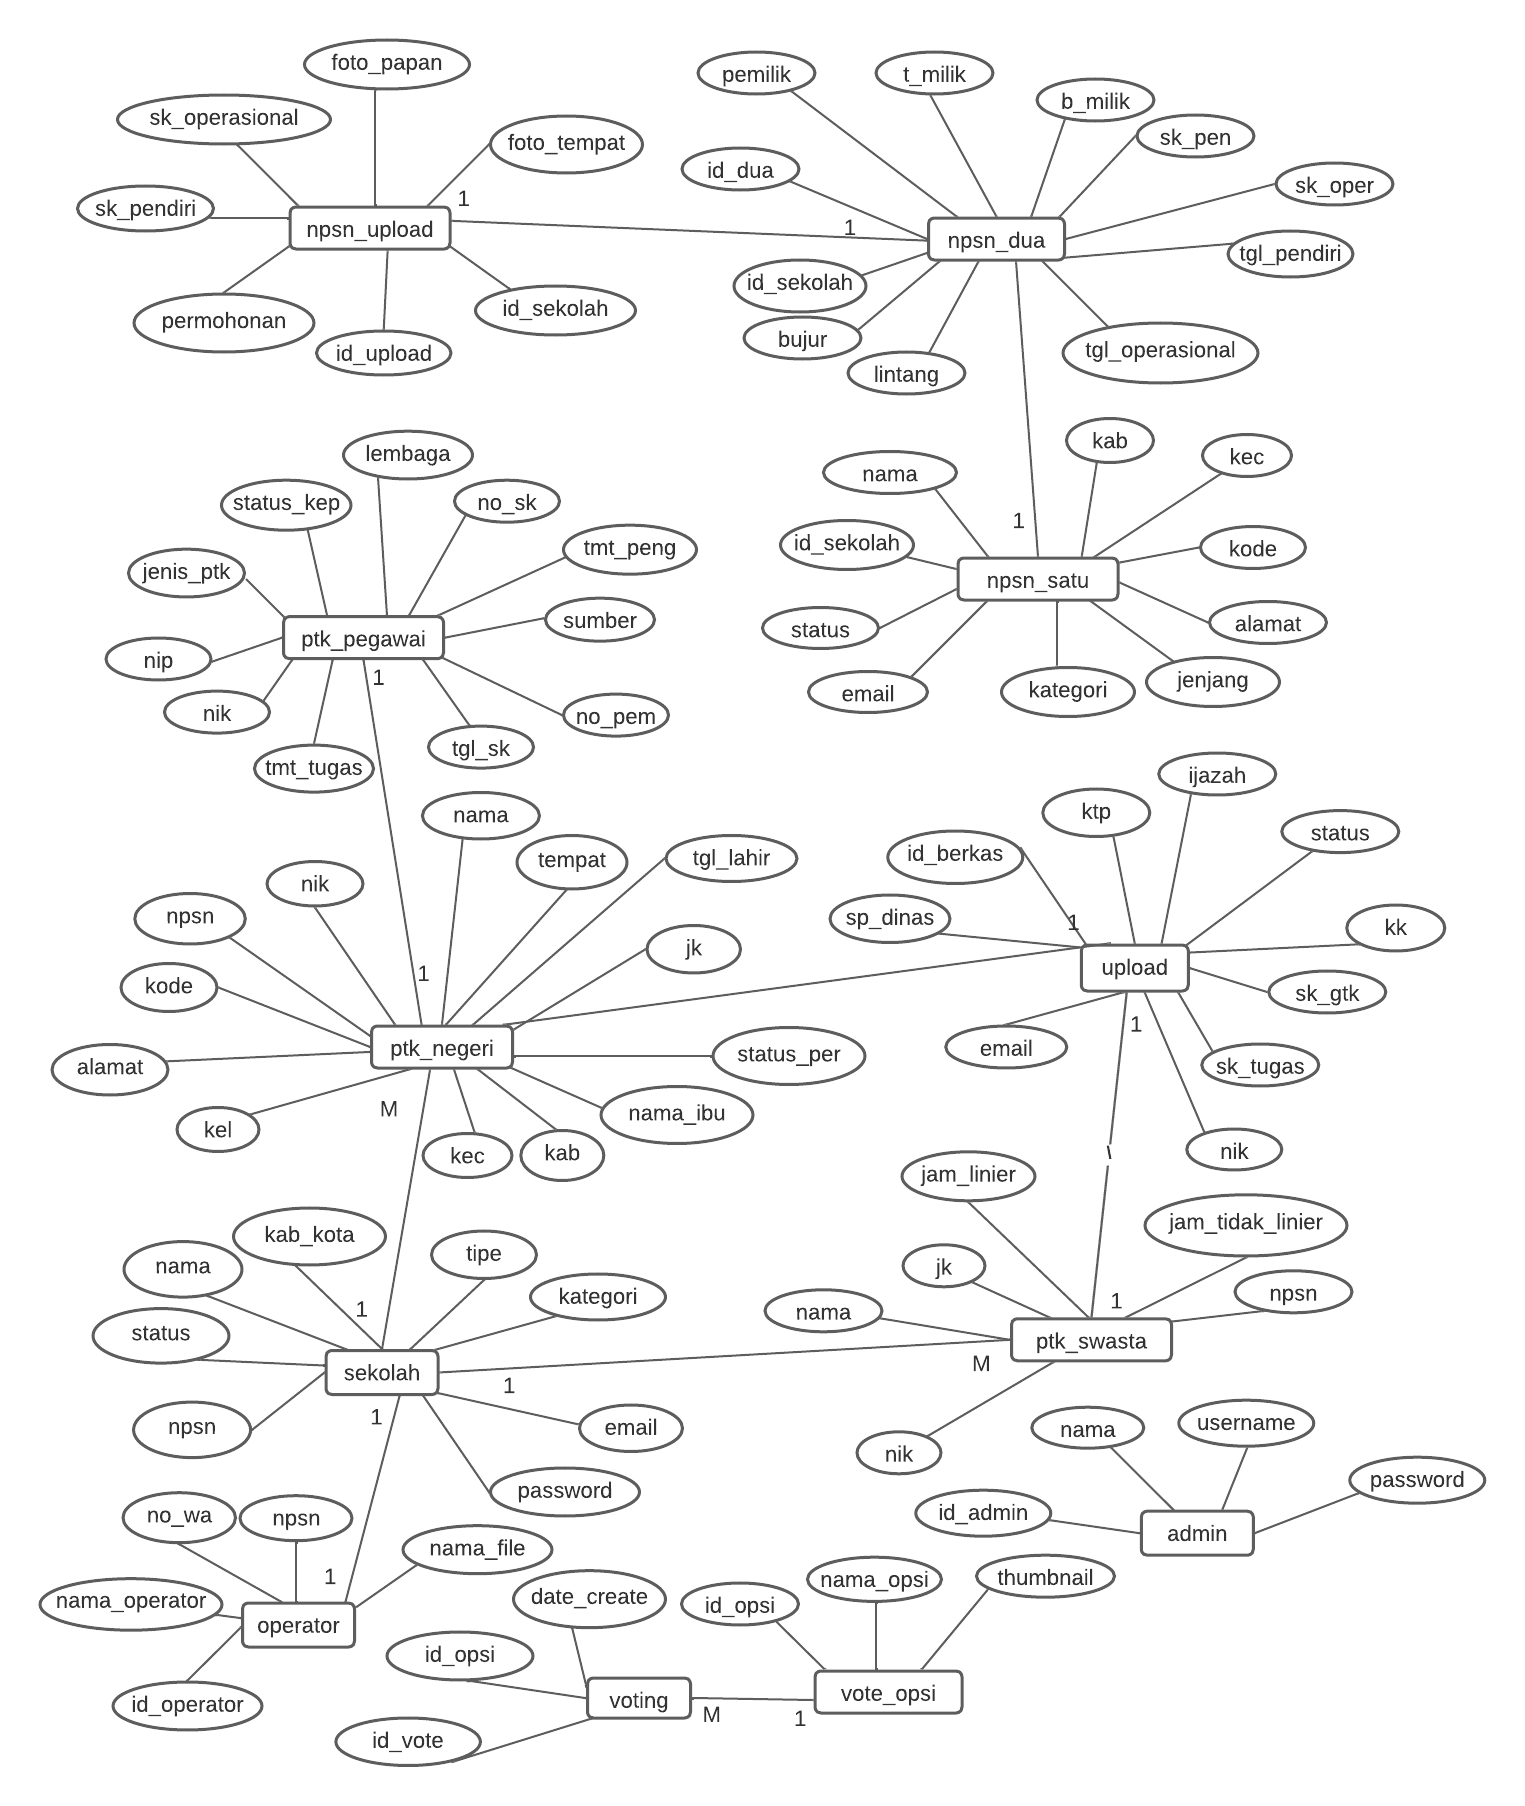 foto_papan
sk_operasional
foto_tempat
sk_pendiri
1
npsn_upload
permohonan
id_upload
id_sekolah
pemilik
t_milik
b_milik
sk_pen
id_dua
sk_oper
1
npsn_dua
tgl_pendiri
id_sekolah
bujur
lintang
tgl_operasional
lembaga
status_kep
no_sk
jenis_ptk
tmt_peng
sumber
ptk_pegawai
nip
1
nik
no_pem
tgl_sk
tmt_tugas
kab
kec
nama
1
id_sekolah
kode
npsn_satu
status
alamat
email
kategori
jenjang
nama
tempat
tgl_lahir
nik
npsn
jk
1
kode
ptk_negeri
status_per
alamat
M
nama_ibu
kel
kec
kab
ijazah
ktp
status
id_berkas
sp_dinas
1
kk
upload
sk_gtk
1
email
sk_tugas
nik
\
kab_kota
tipe
nama
kategori
1
status
sekolah
1
1
npsn
email
password
jam_linier
jam_tidak_linier
jk
npsn
nama
1
ptk_swasta
M
nik
nama
username
password
id_admin
admin
no_wa
npsn
nama_file
1
nama_operator
operator
id_operator
date_create
id_opsi
voting
M
id_vote
nama_opsi
thumbnail
id_opsi
vote_opsi
1